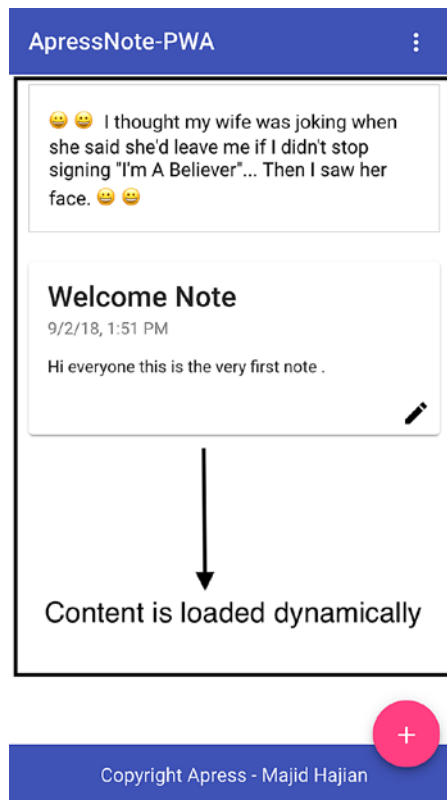 ApressNote-PWA
😀 😀 I thought my wife was joking when
she said she'd leave me if I didn't stop
signing "I'm A Believer"... Then I saw her
face. 😀 😀
Welcome Note
9/2/18, 1:51 PM
Hi everyone this is the very first note .
Content is loaded dynamically
+
Copyright Apress - Majid Hajian